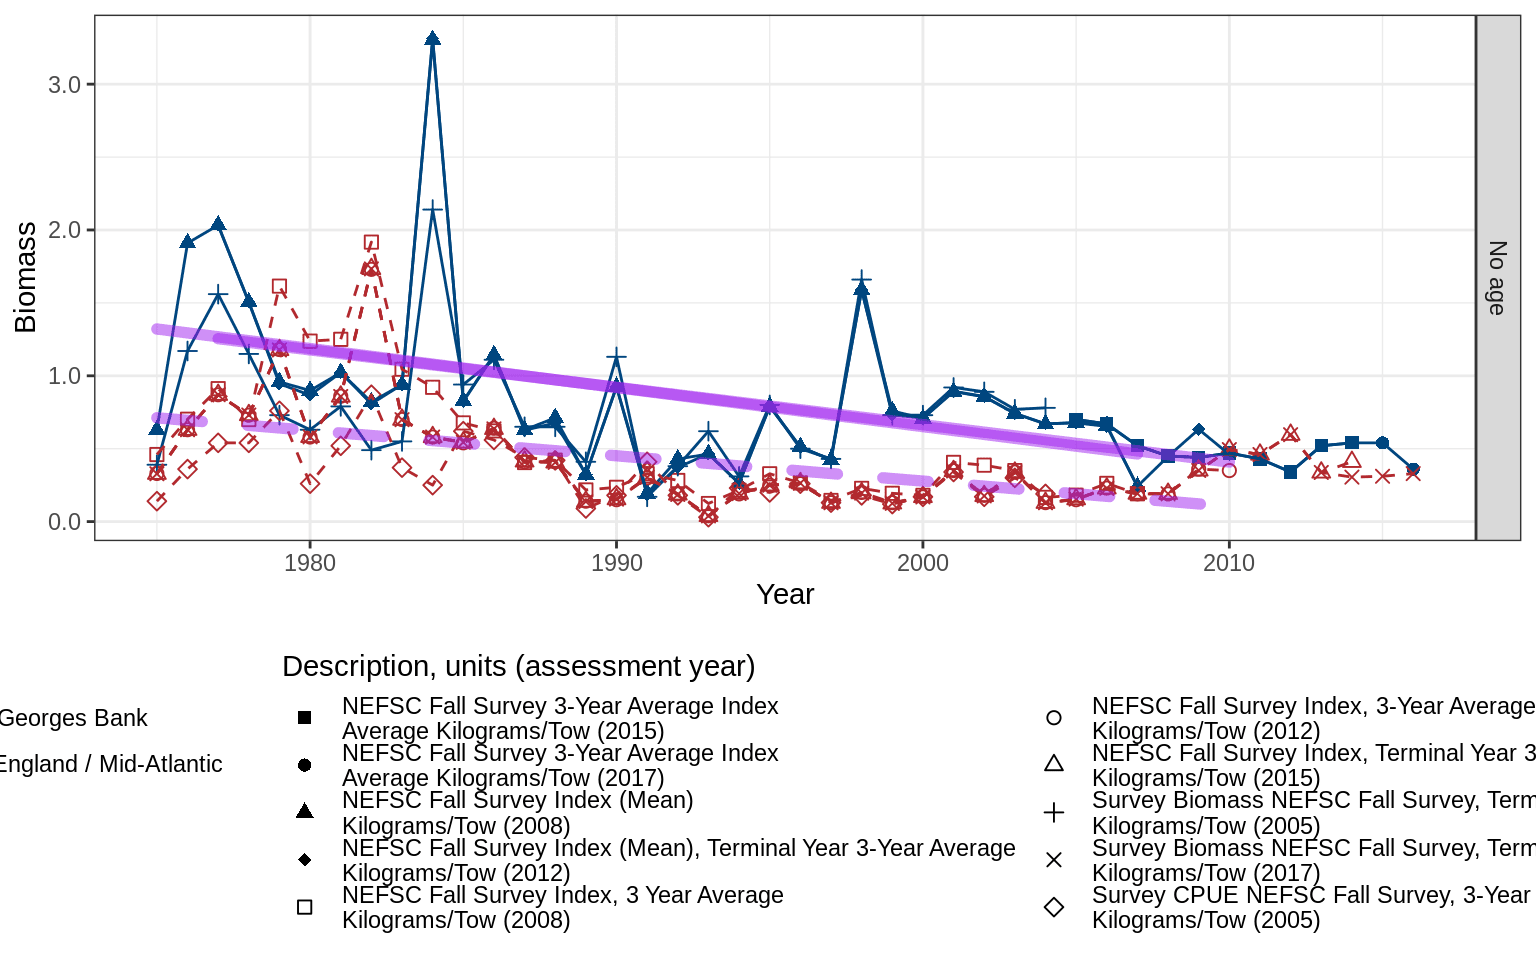 3.0
2.0
1.0
0.0
Biomass
No age
1980
1990
2000
2010
Year
Description, units (assessment year)
Georges Bank
England / Mid-Atlantic
NEFSC Fall Survey 3-Year Average Index
Average Kilograms/Tow (2015)
NEFSC Fall Survey 3-Year Average Index
Average Kilograms/Tow (2017)
NEFSC Fall Survey Index (Mean)
Kilograms/Tow (2008)
NEFSC Fall Survey Index (Mean), Terminal Year 3-Year Average
Kilograms/Tow (2012)
NEFSC Fall Survey Index, 3 Year Average
Kilograms/Tow (2008)
NEFSC Fall Survey Index, 3-Year Average
Kilograms/Tow (2012)
NEFSC Fall Survey Index, Terminal Year 3
Kilograms/Tow (2015)
Survey Biomass NEFSC Fall Survey, Term
Kilograms/Tow (2005)
Survey Biomass NEFSC Fall Survey, Term
Kilograms/Tow (2017)
Survey CPUE NEFSC Fall Survey, 3-Year
Kilograms/Tow (2005)